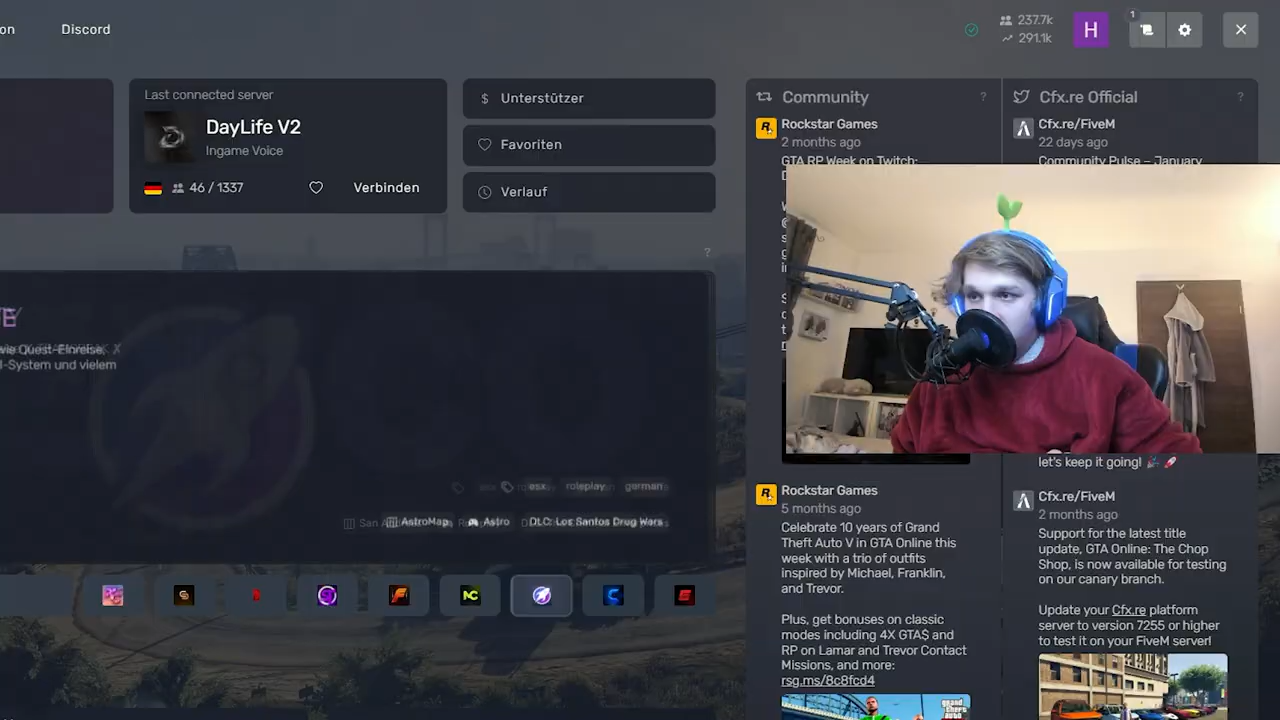 on
Discord
1
237.7k
291.1k
H
Last connected server
DayLife V2
Ingame Voice
46 / 1337
Verbinden
$ Unterstützer
Favoriten
Verlauf
?
Community
?
Rockstar Games
2 months ago
GTA RP Week on Twitch:
Cfx.re Official
?
Cfx.re/FiveM
22 days ago
Community Pulse – January
let's keep it going! 🎉 🚀
wie Quest-Einreise,
l-System und vielem
esx
roleplay
german
AstroMap
Astro
DLC: Los Santos Drug Wars
Rockstar Games
5 months ago
Celebrate 10 years of Grand
Theft Auto V in GTA Online this
week with a trio of outfits
inspired by Michael, Franklin,
and Trevor.
Plus, get bonuses on classic
modes including 4X GTA$ and
RP on Lamar and Trevor Contact
Missions, and more:
rsg.ms/8c8fcd4
Cfx.re/FiveM
2 months ago
Support for the latest title
update, GTA Online: The Chop
Shop, is now available for testing
on our canary branch.
Update your Cfx.re platform
server to version 7255 or higher
to test it on your FiveM server!